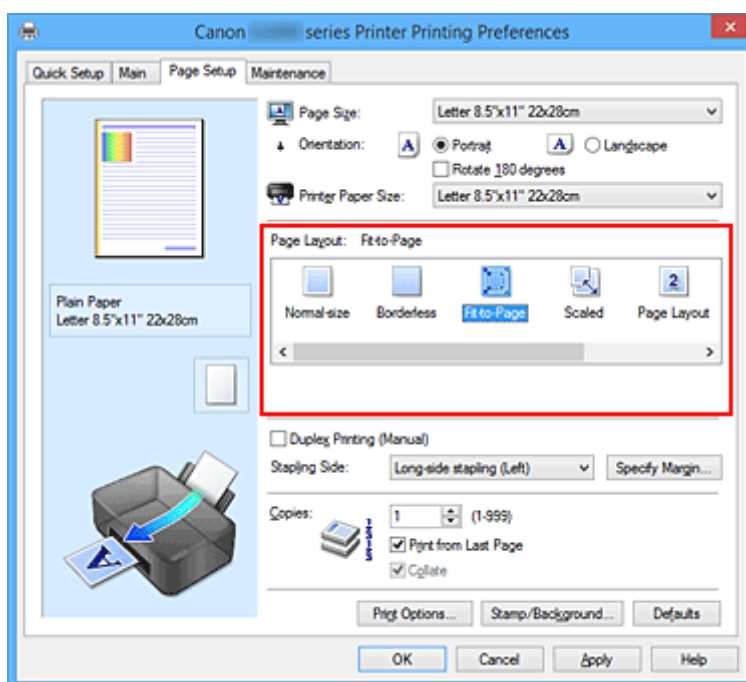 Canon series Printer Printing Preferences
Quick Setup Main Page Setup Maintenance
Page Size: Letter 8.5"x11" 22x28cm
Orientation: A Portrait A Landscape
Rotate 180 degrees
Printer Paper Size: Letter 8.5"x11" 22x28cm
Page Layout: Fit-to-Page
Normal-size Borderless Fit-to-Page Scaled 2 Page Layout
Plain Paper
Letter 8.5"x11" 22x28cm
Duplex Printing (Manual)
Stapling Side: Long-side stapling (Left) Specify Margin...
Copies: 1 (1-999)
Print from Last Page
Collate
A
Print Options... Stamp/Background... Defaults
OK Cancel Apply Help